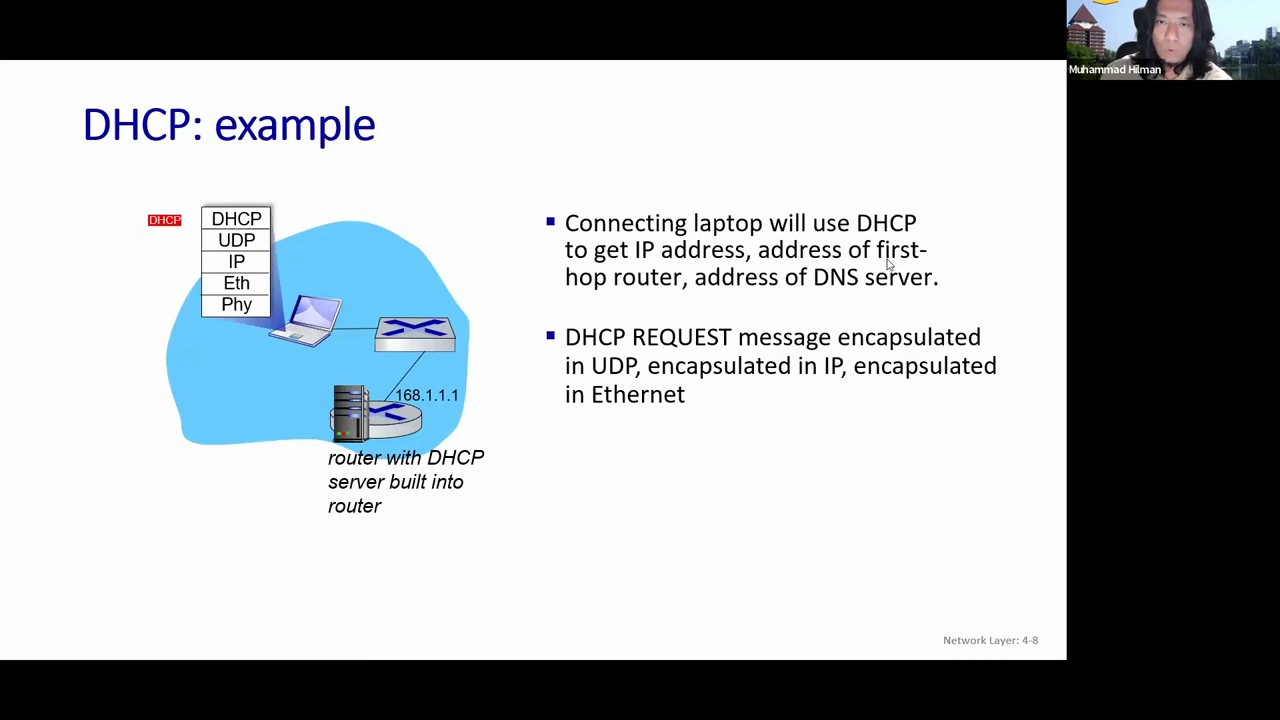 Muhammad Hilman
DHCP: example
DHCP
DHCP
UDP
IP
Eth
Phy
168.1.1.1
router with DHCP
server built into
router
▪ Connecting laptop will use DHCP
to get IP address, address of first-
hop router, address of DNS server.
▪ DHCP REQUEST message encapsulated
in UDP, encapsulated in IP, encapsulated
in Ethernet
Network Layer: 4-8